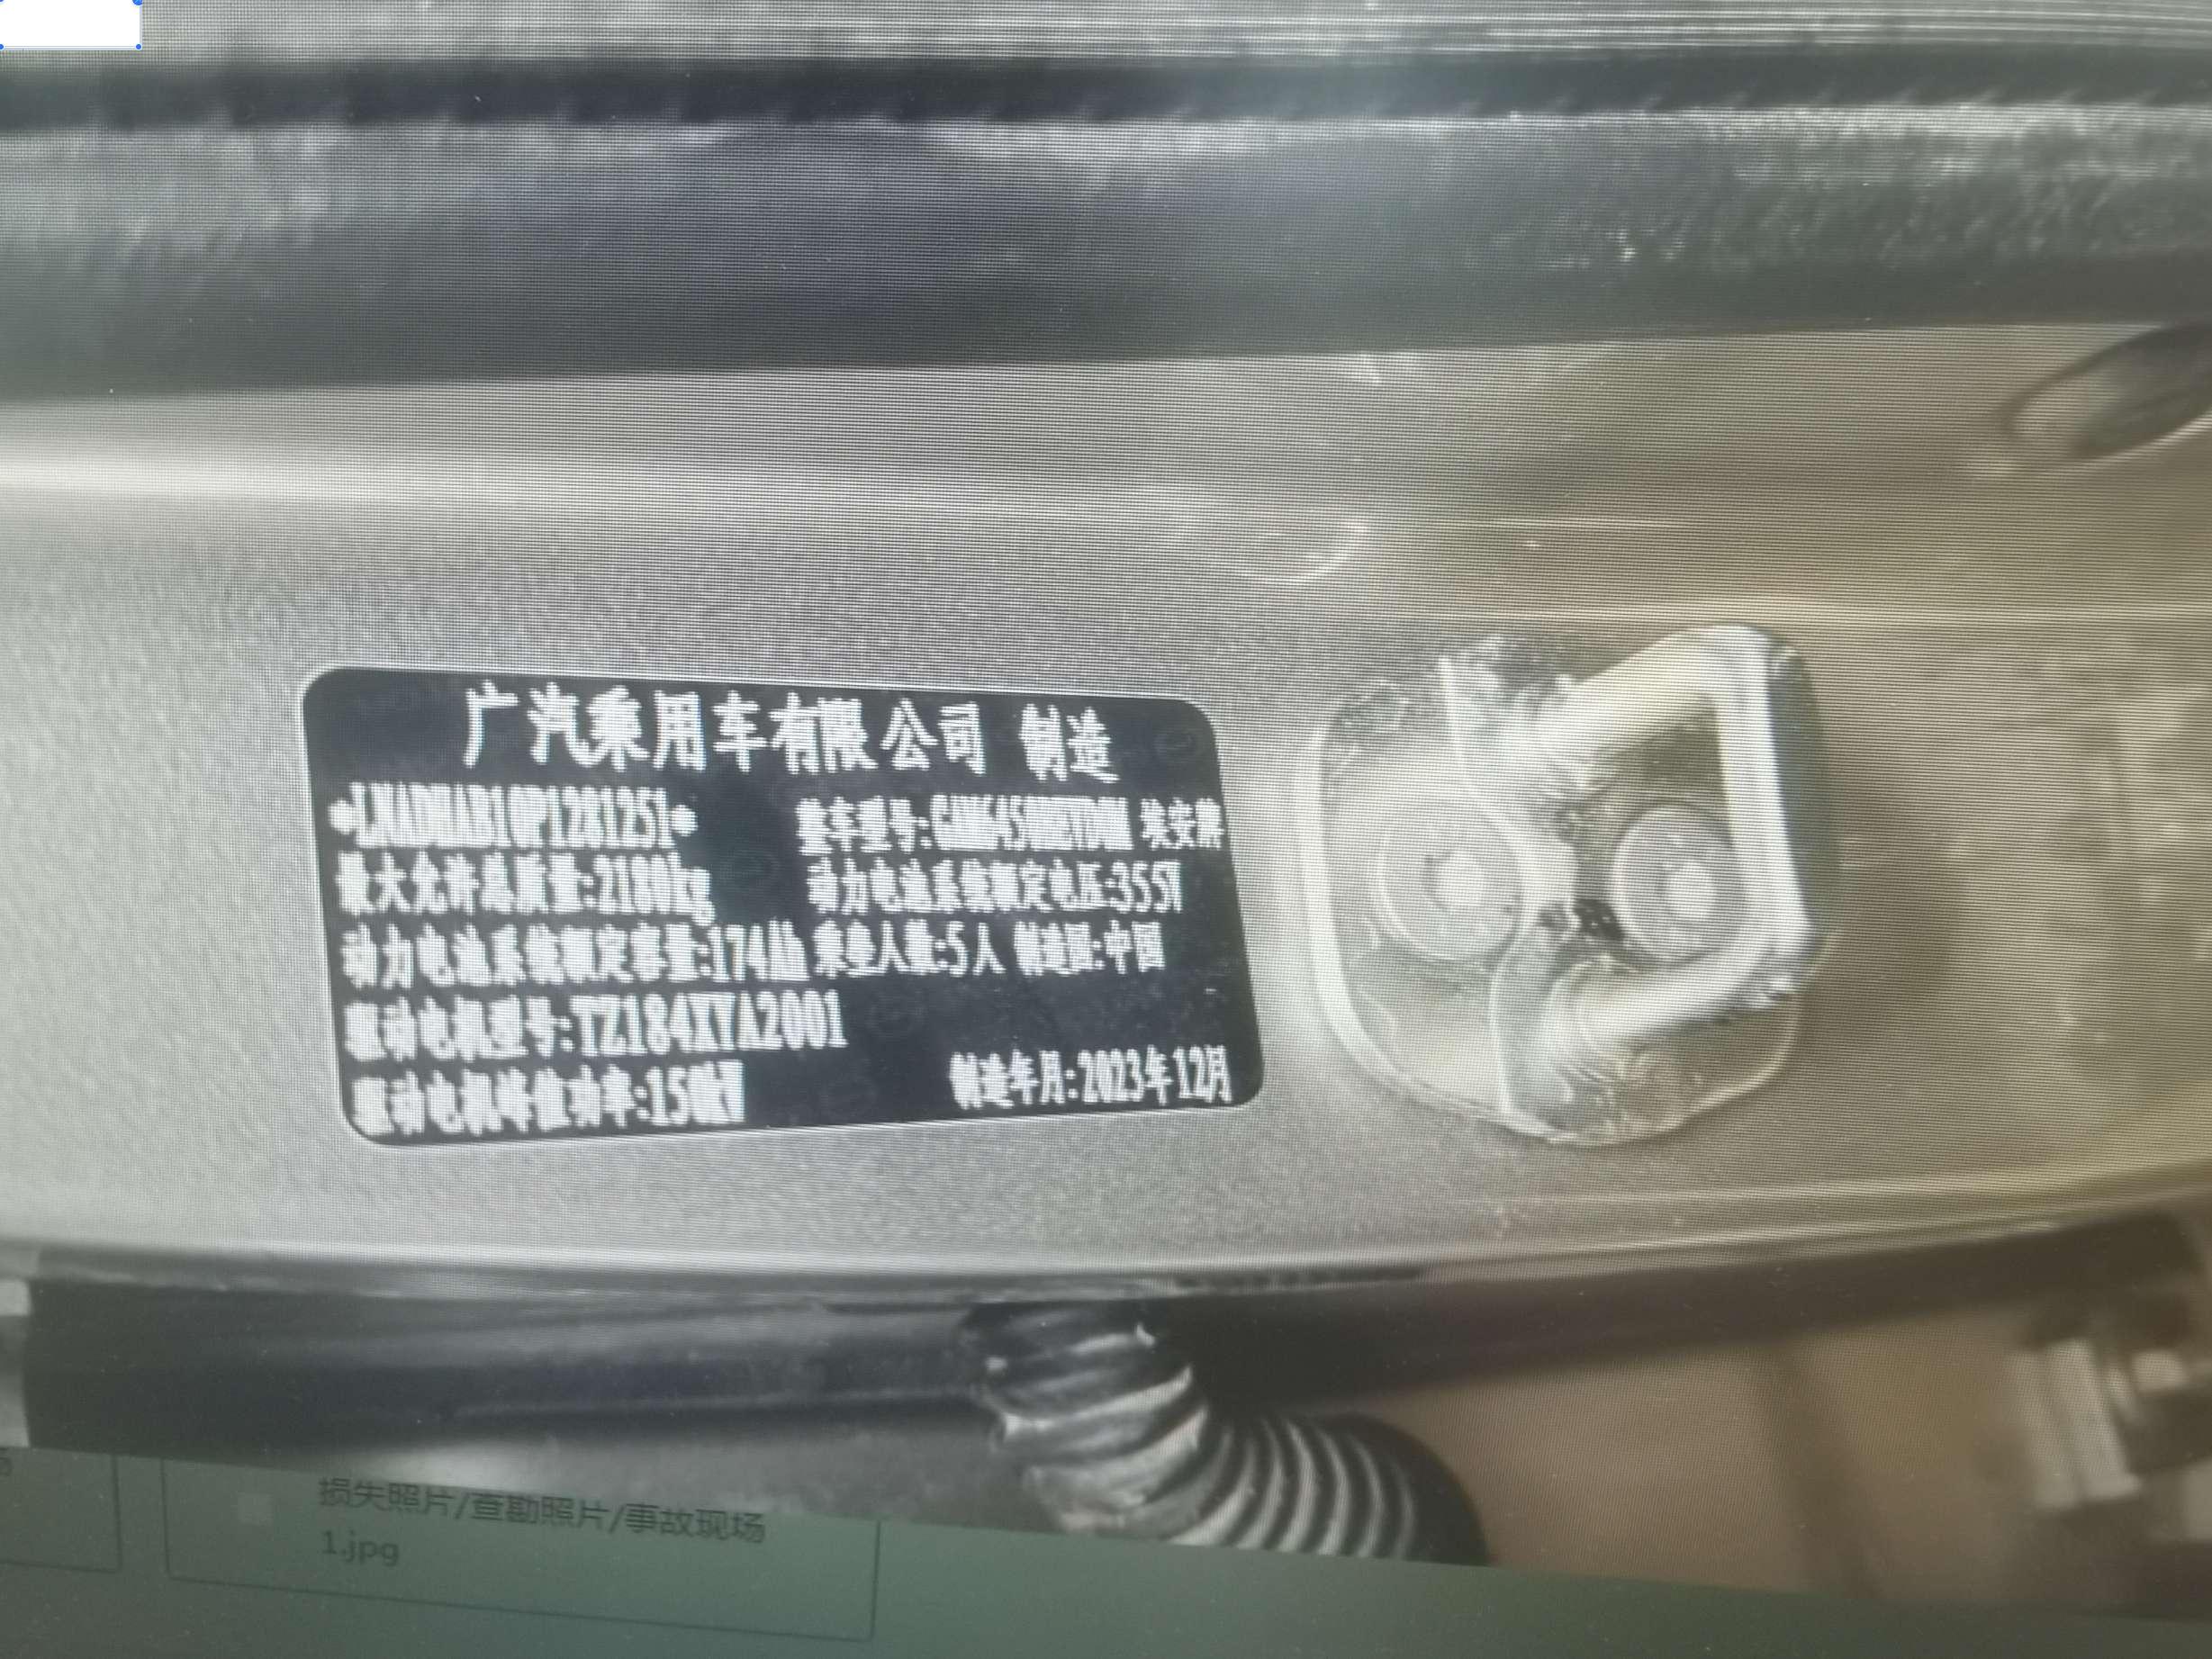 广汽乘用车有限公司 制造
最大允许总质量:2180kg 动力电池系统额定电压:355V
动力电池系统额定容量:174Ah 乘坐人数:5人 制造国:中国
驱动电机型号:TZ184XYA2001
驱动电机峰值功率:150kW 制造年月:2023年12月
损失照片/查勘照片/事故现场
1.jpg